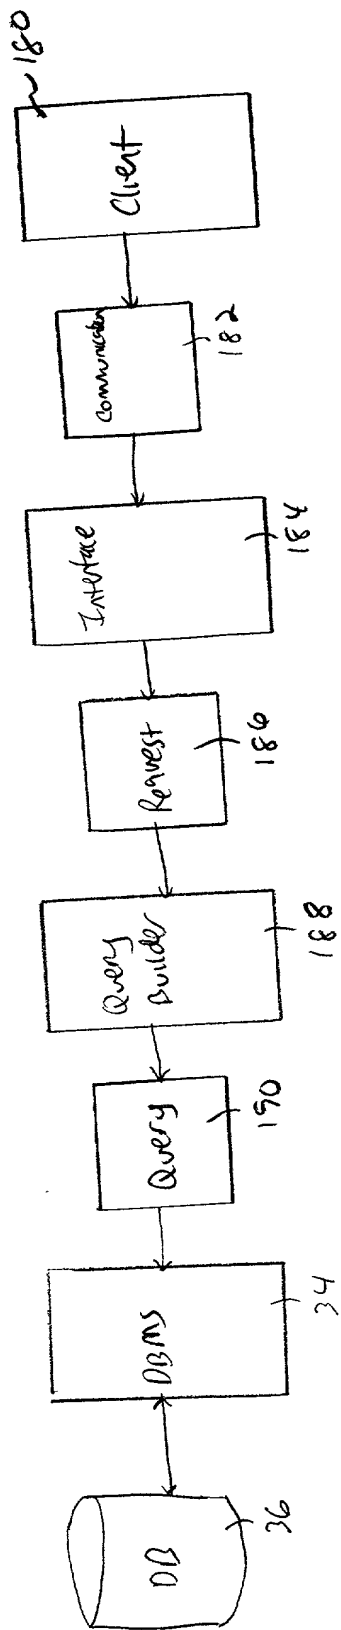 180
Client
Communication
182
Interface
184
Request
186
Query
Builder
188
Query
190
DBMS
34
DB
36